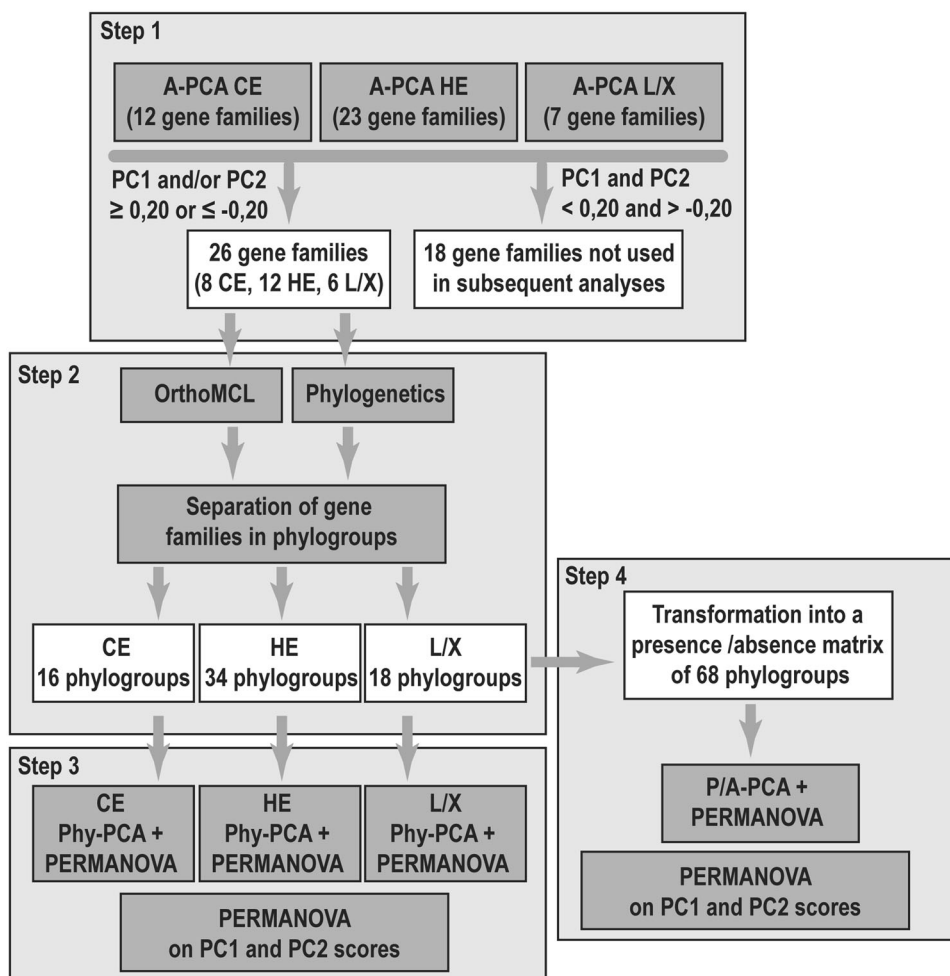 Step 1
A-PCA CE
(12 gene families)
A-PCA HE
(23 gene families)
A-PCA L/X
(7 gene families)
PC1 and/or PC2
≥ 0,20 or ≤ -0,20
PC1 and PC2
< 0,20 and > -0,20
26 gene families
(8 CE, 12 HE, 6 L/X)
18 gene families not used
in subsequent analyses
Step 2
OrthoMCL
Phylogenetics
Separation of gene
families in phylogroups
CE
16 phylogroups
HE
34 phylogroups
L/X
18 phylogroups
Step 3
CE
Phy-PCA +
PERMANOVA
HE
Phy-PCA +
PERMANOVA
L/X
Phy-PCA +
PERMANOVA
PERMANOVA
on PC1 and PC2 scores
Step 4
Transformation into a
presence /absence matrix
of 68 phylogroups
P/A-PCA +
PERMANOVA
PERMANOVA
on PC1 and PC2 scores